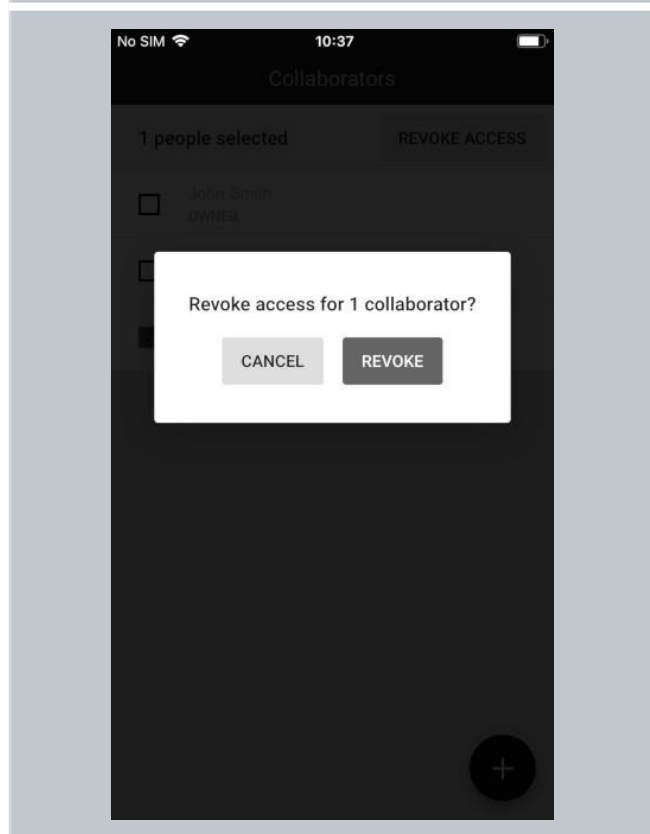 No SIM 10:37
Collaborators
1 people selected REVOKE ACCESS
John Smith
OWNER
Revoke access for 1 collaborator?
CANCEL REVOKE
+